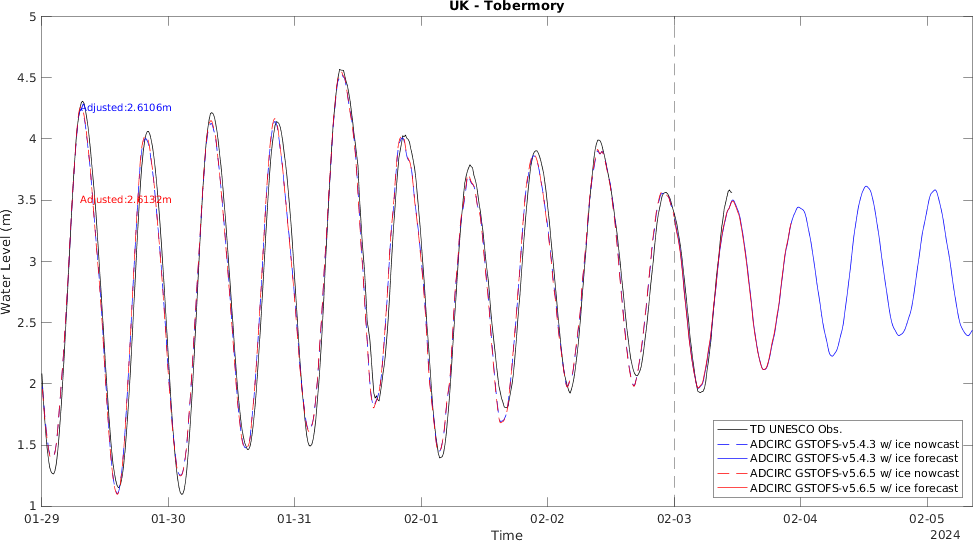 UK - Tobermory
5
4.5
4
3.5
3
2.5
2
1.5
1
Water Level (m)
Adjusted:2.6106m
Adjusted:2.6132m
TD UNESCO Obs.
ADCIRC GSTOFS-v5.4.3 w/ ice nowcast
ADCIRC GSTOFS-v5.4.3 w/ ice forecast
ADCIRC GSTOFS-v5.6.5 w/ ice nowcast
ADCIRC GSTOFS-v5.6.5 w/ ice forecast
01-29 01-30 01-31 02-01 02-02 02-03 02-04 02-05
Time
2024